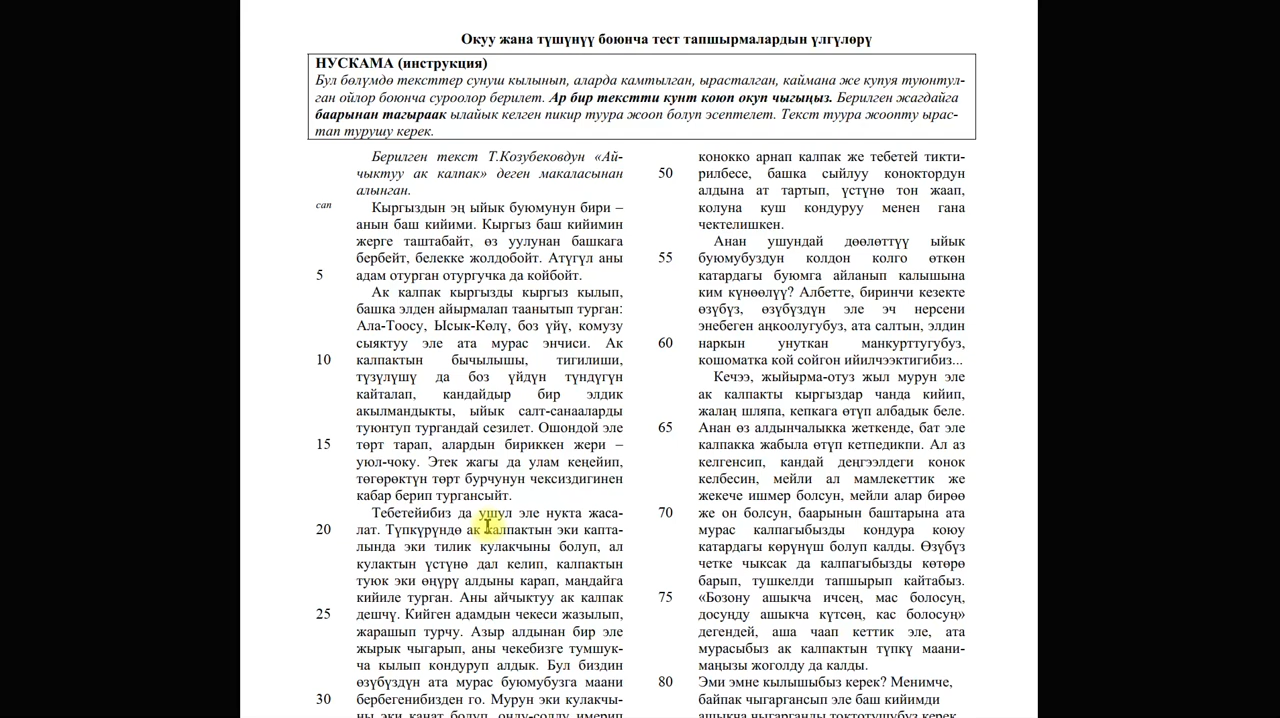 Окуу жана түшүнүү боюнча тест тапшырмалардын үлгүлөрү
НУСКАМА (инструкция)
Бул бөлүмдө тексттер сунуш кылынып, аларда камтылган, ырасталган, каймана же купуя туюнтул-
ган ойлор боюнча суроолор берилет. Ар бир текстти кунт коюп окуп чыгыңыз. Берилген жагдайга
баарынан тагыраак ылайык келген пикир туура жооп болуп эсептелет. Текст туура жоопту ырас-
тап турушу керек.
Берилген текст Т.Козубековдун «Ай-
чыктуу ак калпак» деген макаласынан
алынган.
сап
Кыргыздын эң ыйык буюмунун бири –
анын баш кийими. Кыргыз баш кийимин
жерге таштабайт, өз уулунан башкага
бербейт, белекке жолдобойт. Атүгүл аны
5 адам отурган отургучка да койбойт.
Ак калпак кыргызды кыргыз кылып,
башка элден айырмалап таанытып турган:
Ала-Тоосу, Ысык-Көлү, боз үйү, комузу
сыяктуу эле ата мурас энчиси. Ак
10 калпактын бычылышы, тигилиши,
түзүлүшү да боз үйдүн түндүгүн
кайталап, кандайдыр бир элдик
акылмандыкты, ыйык салт-санааларды
туюнтуп тургандай сезилет. Ошондой эле
15 төрт тарап, алардын бириккен жери –
уюл-чоку. Этек жагы да улам кеңейип,
төгөрөктүн төрт бурчунун чексиздигинен
кабар берип тургансыйт.
Тебетейибиз да ушул эле нукта жаса-
20 лат. Түпкүрүндө ак калпактын эки капта-
лында эки тилик кулакчыны болуп, ал
кулактын үстүнө дал келип, калпактын
туюк эки өңүрү алдыны карап, маңдайга
кийиле турган. Аны айчыктуу ак калпак
25 дешчү. Кийген адамдын чекеси жазылып,
жарашып турчу. Азыр алдынан бир эле
жырык чыгарып, аны чекебизге тумшук-
ча кылып кондуруп алдык. Бул биздин
өзүбүздүн ата мурас буюмубузга маани
30 бербегенибизден го. Мурун эки кулакчы-
ны эки канат болуп, оңду-солду имерип
конокко арнап калпак же тебетей тикти-
50 рилбесе, башка сыйлуу коноктордун
алдына ат тартып, үстүнө тон жаап,
колуна куш кондуруу менен гана
чектелишкен.
Анан ушундай дөөлөттүү ыйык
55 буюмубуздун колдон колго өткөн
катардагы буюмга айланып калышына
ким күнөөлүү? Албетте, биринчи кезекте
өзүбүз, өзүбүздүн эле эч нерсени
энебеген аңкоолугубуз, ата салтын, элдин
60 наркын унуткан манкурттугубуз,
кошоматка кой сойгон ийилчээктигибиз...
Кечээ, жыйырма-отуз жыл мурун эле
ак калпакты кыргыздар чанда кийип,
жалаң шляпа, кепкага өтүп албадык беле.
65 Анан өз алдынчалыкка жеткенде, бат эле
калпакка жабыла өтүп кетпедикпи. Ал аз
келгенсип, кандай деңгээлдеги конок
келбесин, мейли ал мамлекеттик же
жекече ишмер болсун, мейли алар бирөө
70 же он болсун, баарынын баштарына ата
мурас калпагыбызды кондура коюу
катардагы көрүнүш болуп калды. Өзүбүз
четке чыксак да калпагыбызды көтөрө
барып, тушкелди тапшырып кайтабыз.
75 «Бозону ашыкча ичсең, мас болосуң,
досуңду ашыкча күтсөң, кас болосуң»
дегендей, аша чаап кеттик эле, ата
мурасыбыз ак калпактын түпкү маани-
маңызы жоголду да калды.
80 Эми эмне кылышыбыз керек? Менимче,
байпак чыгаргансып эле баш кийимди
ашыкча чыгарганды токтотушубуз керек.